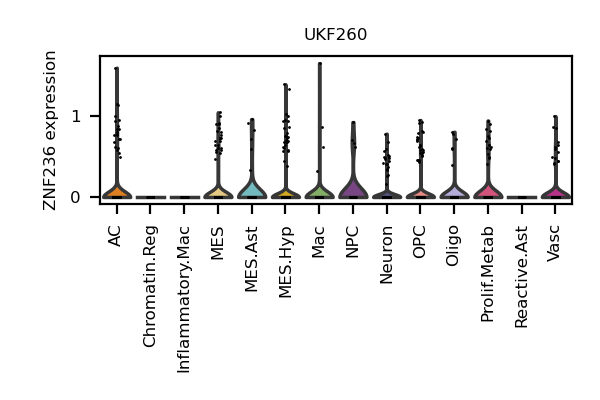 UKF260
ZNF236 expression
1
0
AC
Chromatin.Reg
Inflammatory.Mac
MES
MES.Ast
MES.Hyp
Mac
NPC
Neuron
OPC
Oligo
Prolif.Metab
Reactive.Ast
Vasc